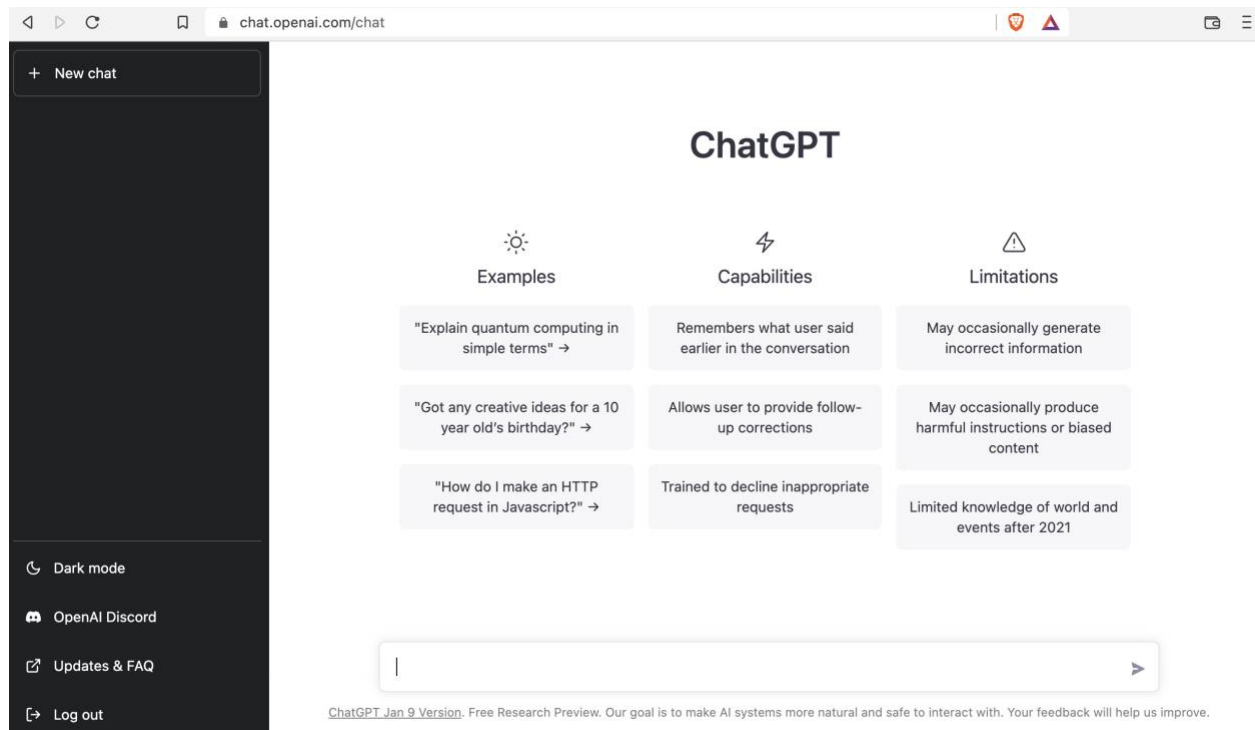 chat.openai.com/chat
+ New chat
ChatGPT
Examples
"Explain quantum computing in
simple terms" →
"Got any creative ideas for a 10
year old's birthday?" →
"How do I make an HTTP
request in Javascript?" →
Capabilities
Remembers what user said
earlier in the conversation
Allows user to provide follow-
up corrections
Trained to decline inappropriate
requests
Limitations
May occasionally generate
incorrect information
May occasionally produce
harmful instructions or biased
content
Limited knowledge of world and
events after 2021
Dark mode
OpenAI Discord
Updates & FAQ
Log out
ChatGPT Jan 9 Version. Free Research Preview. Our goal is to make AI systems more natural and safe to interact with. Your feedback will help us improve.